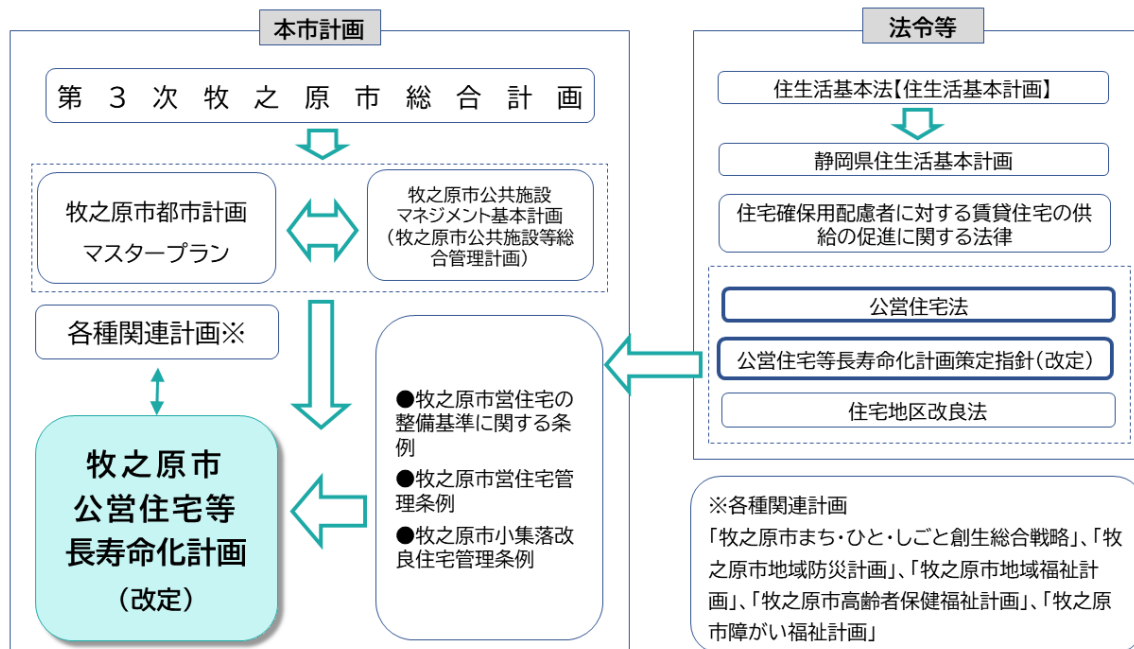 本市計画
第３次牧之原市総合計画
牧之原市都市計画
マスタープラン
牧之原市公共施設
マネジメント基本計画
（牧之原市公共施設等総
合管理計画）
各種関連計画※
牧之原市
公営住宅等
長寿命化計画
（改定）
●牧之原市営住宅の
整備基準に関する条
例
●牧之原市営住宅管
理条例
●牧之原市小集落改
良住宅管理条例
法令等
住生活基本法【住生活基本計画】
静岡県住生活基本計画
住宅確保用配慮者に対する賃貸住宅の供
給の促進に関する法律
公営住宅法
公営住宅等長寿命化計画策定指針（改定）
住宅地区改良法
※各種関連計画
「牧之原市まち・ひと・しごと創生総合戦略」、「牧
之原市地域防災計画」、「牧之原市地域福祉計
画」、「牧之原市高齢者保健福祉計画」、「牧之原
市障がい福祉計画」